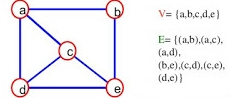 a
b
c
d
e
V= {a,b,c,d,e}
E= {(a,b),(a,c),
(a,d),
(b,e),(c,d),(c,e),
(d,e)}